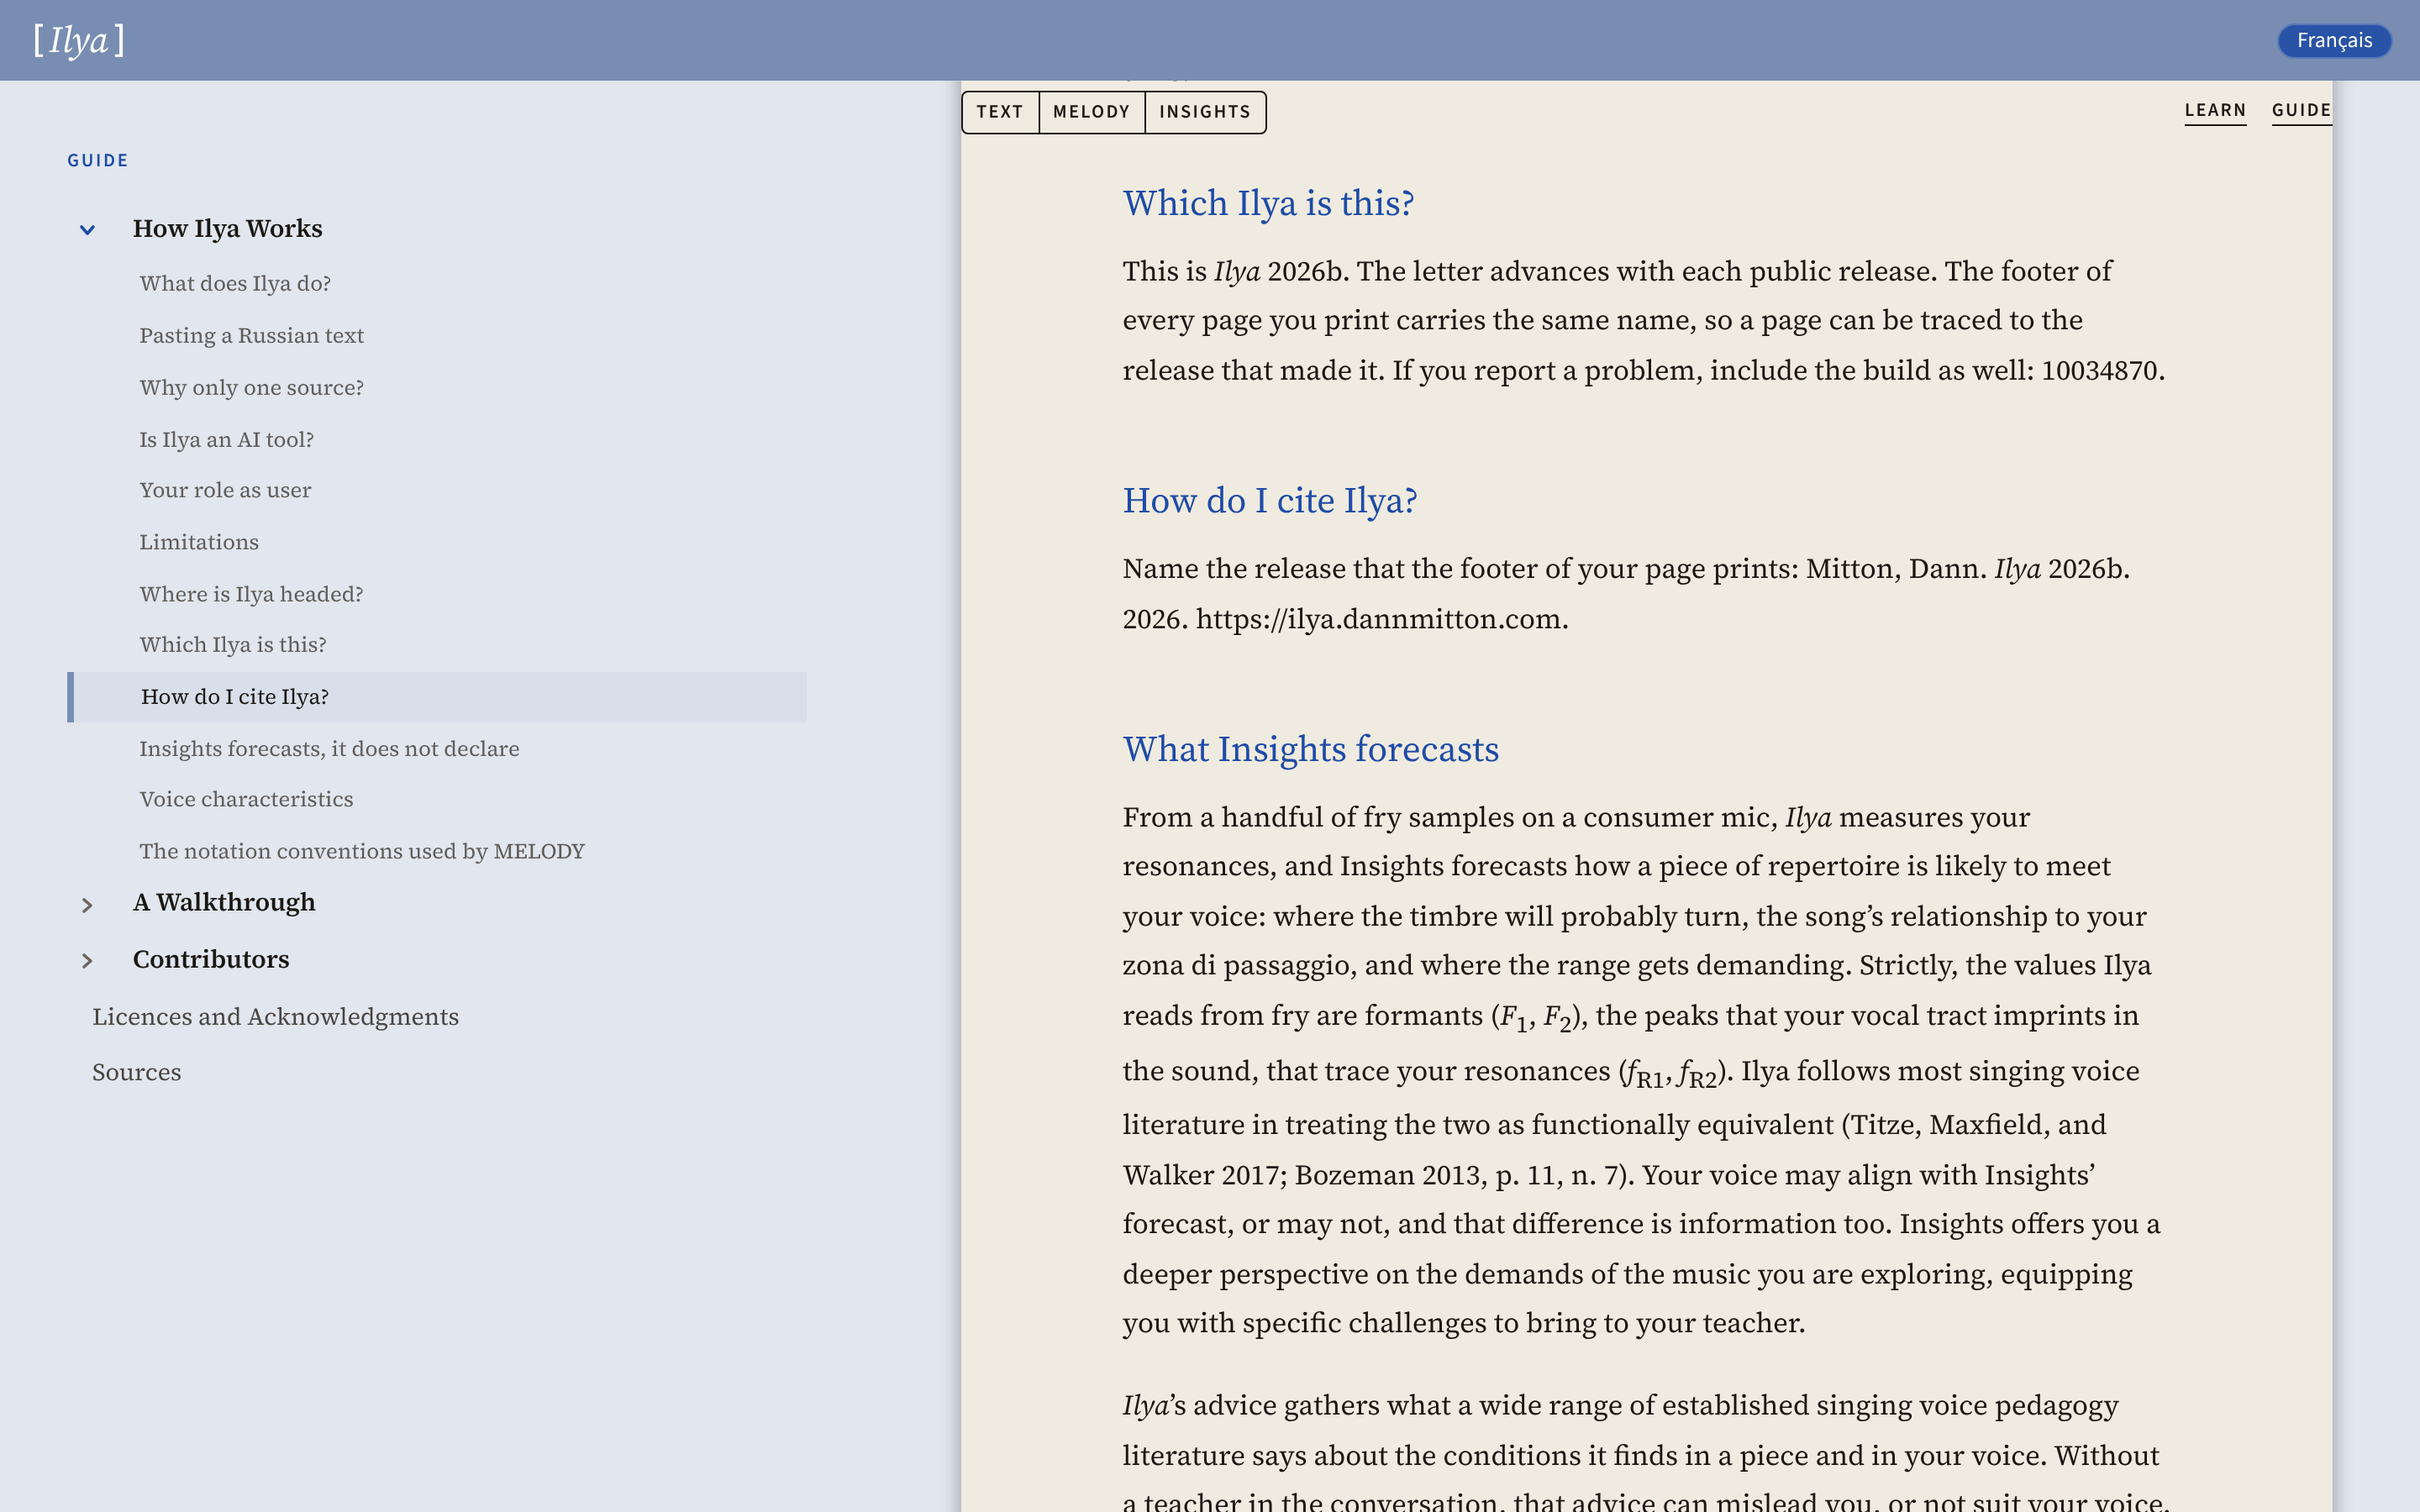 [Ilya]
Français
TEXT MELODY INSIGHTS
LEARN GUIDE
GUIDE
How Ilya Works
What does Ilya do?
Pasting a Russian text
Why only one source?
Is Ilya an AI tool?
Your role as user
Limitations
Where is Ilya headed?
Which Ilya is this?
How do I cite Ilya?
Insights forecasts, it does not declare
Voice characteristics
The notation conventions used by MELODY
A Walkthrough
Contributors
Licences and Acknowledgments
Sources
Which Ilya is this?
This is Ilya 2026b. The letter advances with each public release. The footer of
every page you print carries the same name, so a page can be traced to the
release that made it. If you report a problem, include the build as well: 10034870.
How do I cite Ilya?
Name the release that the footer of your page prints: Mitton, Dann. Ilya 2026b.
2026. https://ilya.dannmitton.com.
What Insights forecasts
From a handful of fry samples on a consumer mic, Ilya measures your
resonances, and Insights forecasts how a piece of repertoire is likely to meet
your voice: where the timbre will probably turn, the song’s relationship to your
zona di passaggio, and where the range gets demanding. Strictly, the values Ilya
reads from fry are formants (F1, F2), the peaks that your vocal tract imprints in
the sound, that trace your resonances (fR1, fR2). Ilya follows most singing voice
literature in treating the two as functionally equivalent (Titze, Maxfield, and
Walker 2017; Bozeman 2013, p. 11, n. 7). Your voice may align with Insights’
forecast, or may not, and that difference is information too. Insights offers you a
deeper perspective on the demands of the music you are exploring, equipping
you with specific challenges to bring to your teacher.
Ilya’s advice gathers what a wide range of established singing voice pedagogy
literature says about the conditions it finds in a piece and in your voice. Without
a teacher in the conversation, that advice can mislead you, or not suit your voice.